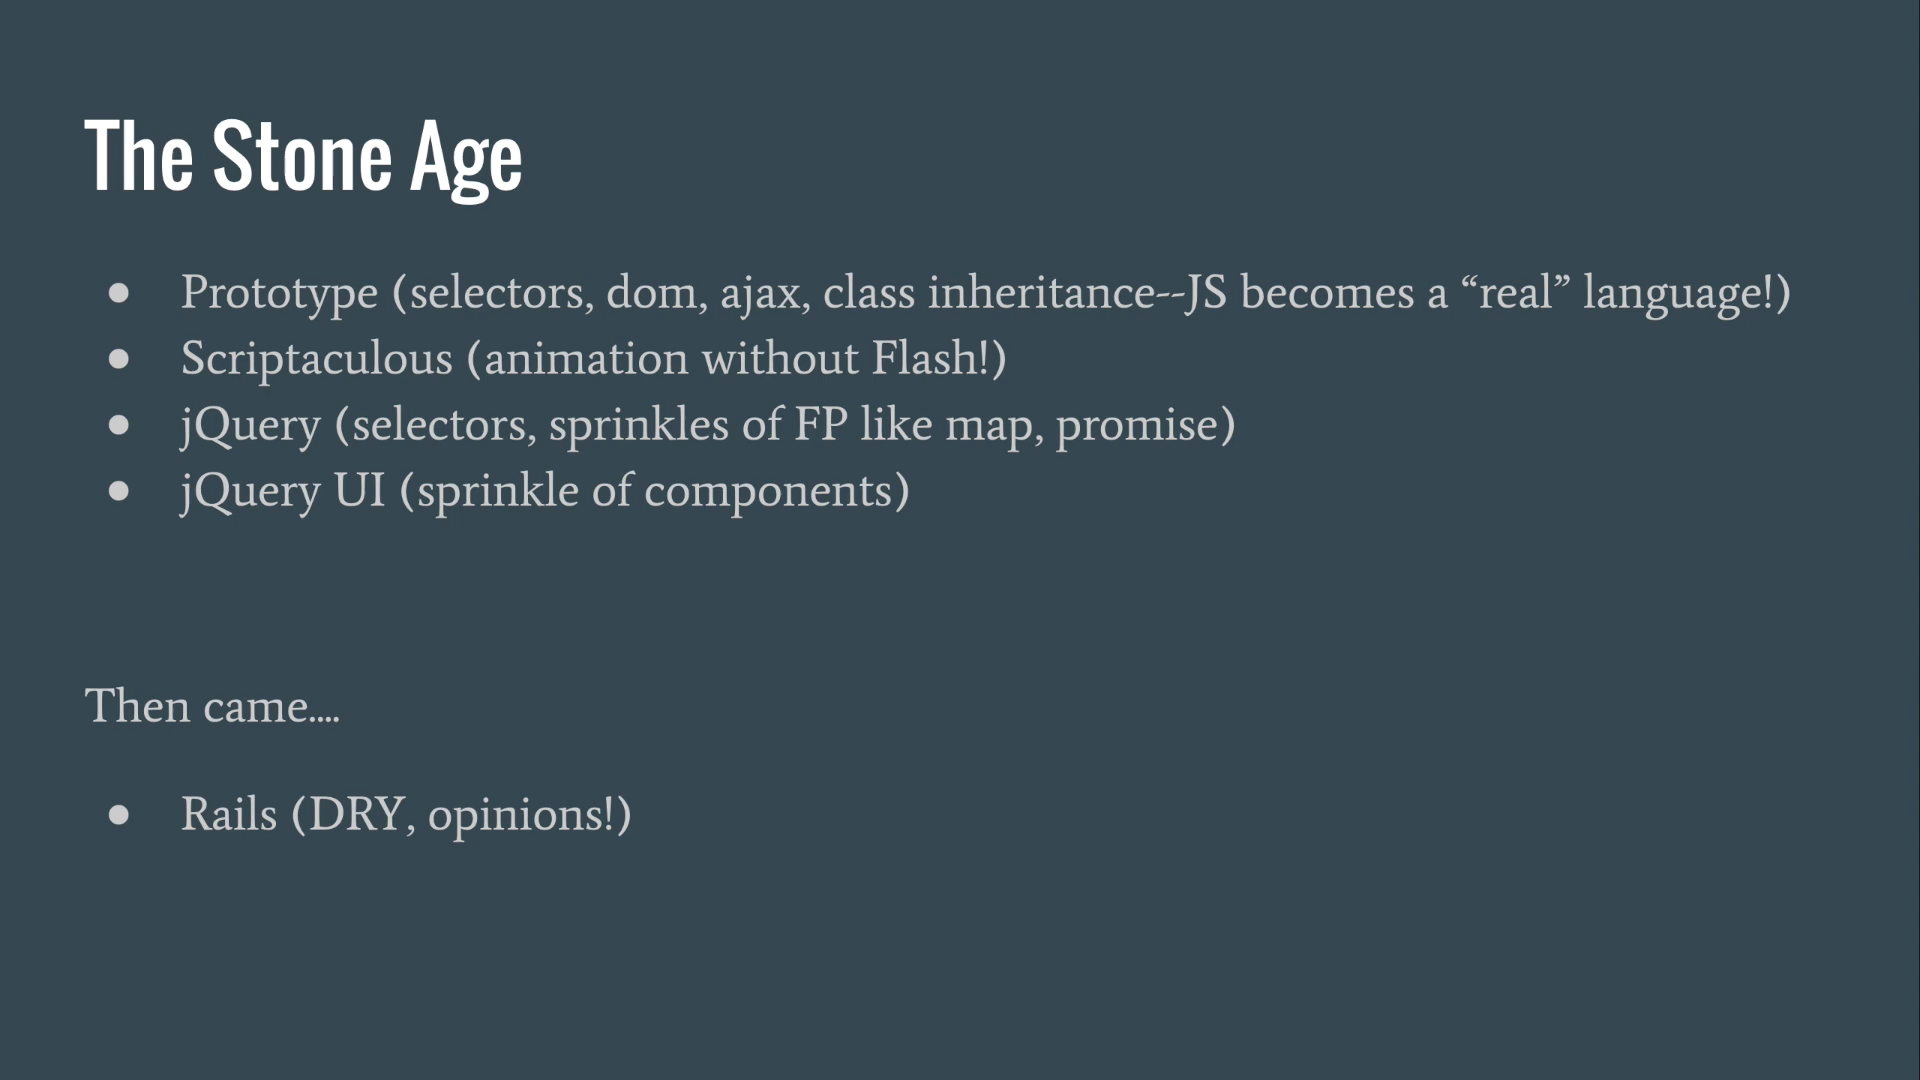 The Stone Age
● Prototype (selectors, dom, ajax, class inheritance--JS becomes a “real” language!)
● Scriptaculous (animation without Flash!)
● jQuery (selectors, sprinkles of FP like map, promise)
● jQuery UI (sprinkle of components)
Then came....
● Rails (DRY, opinions!)